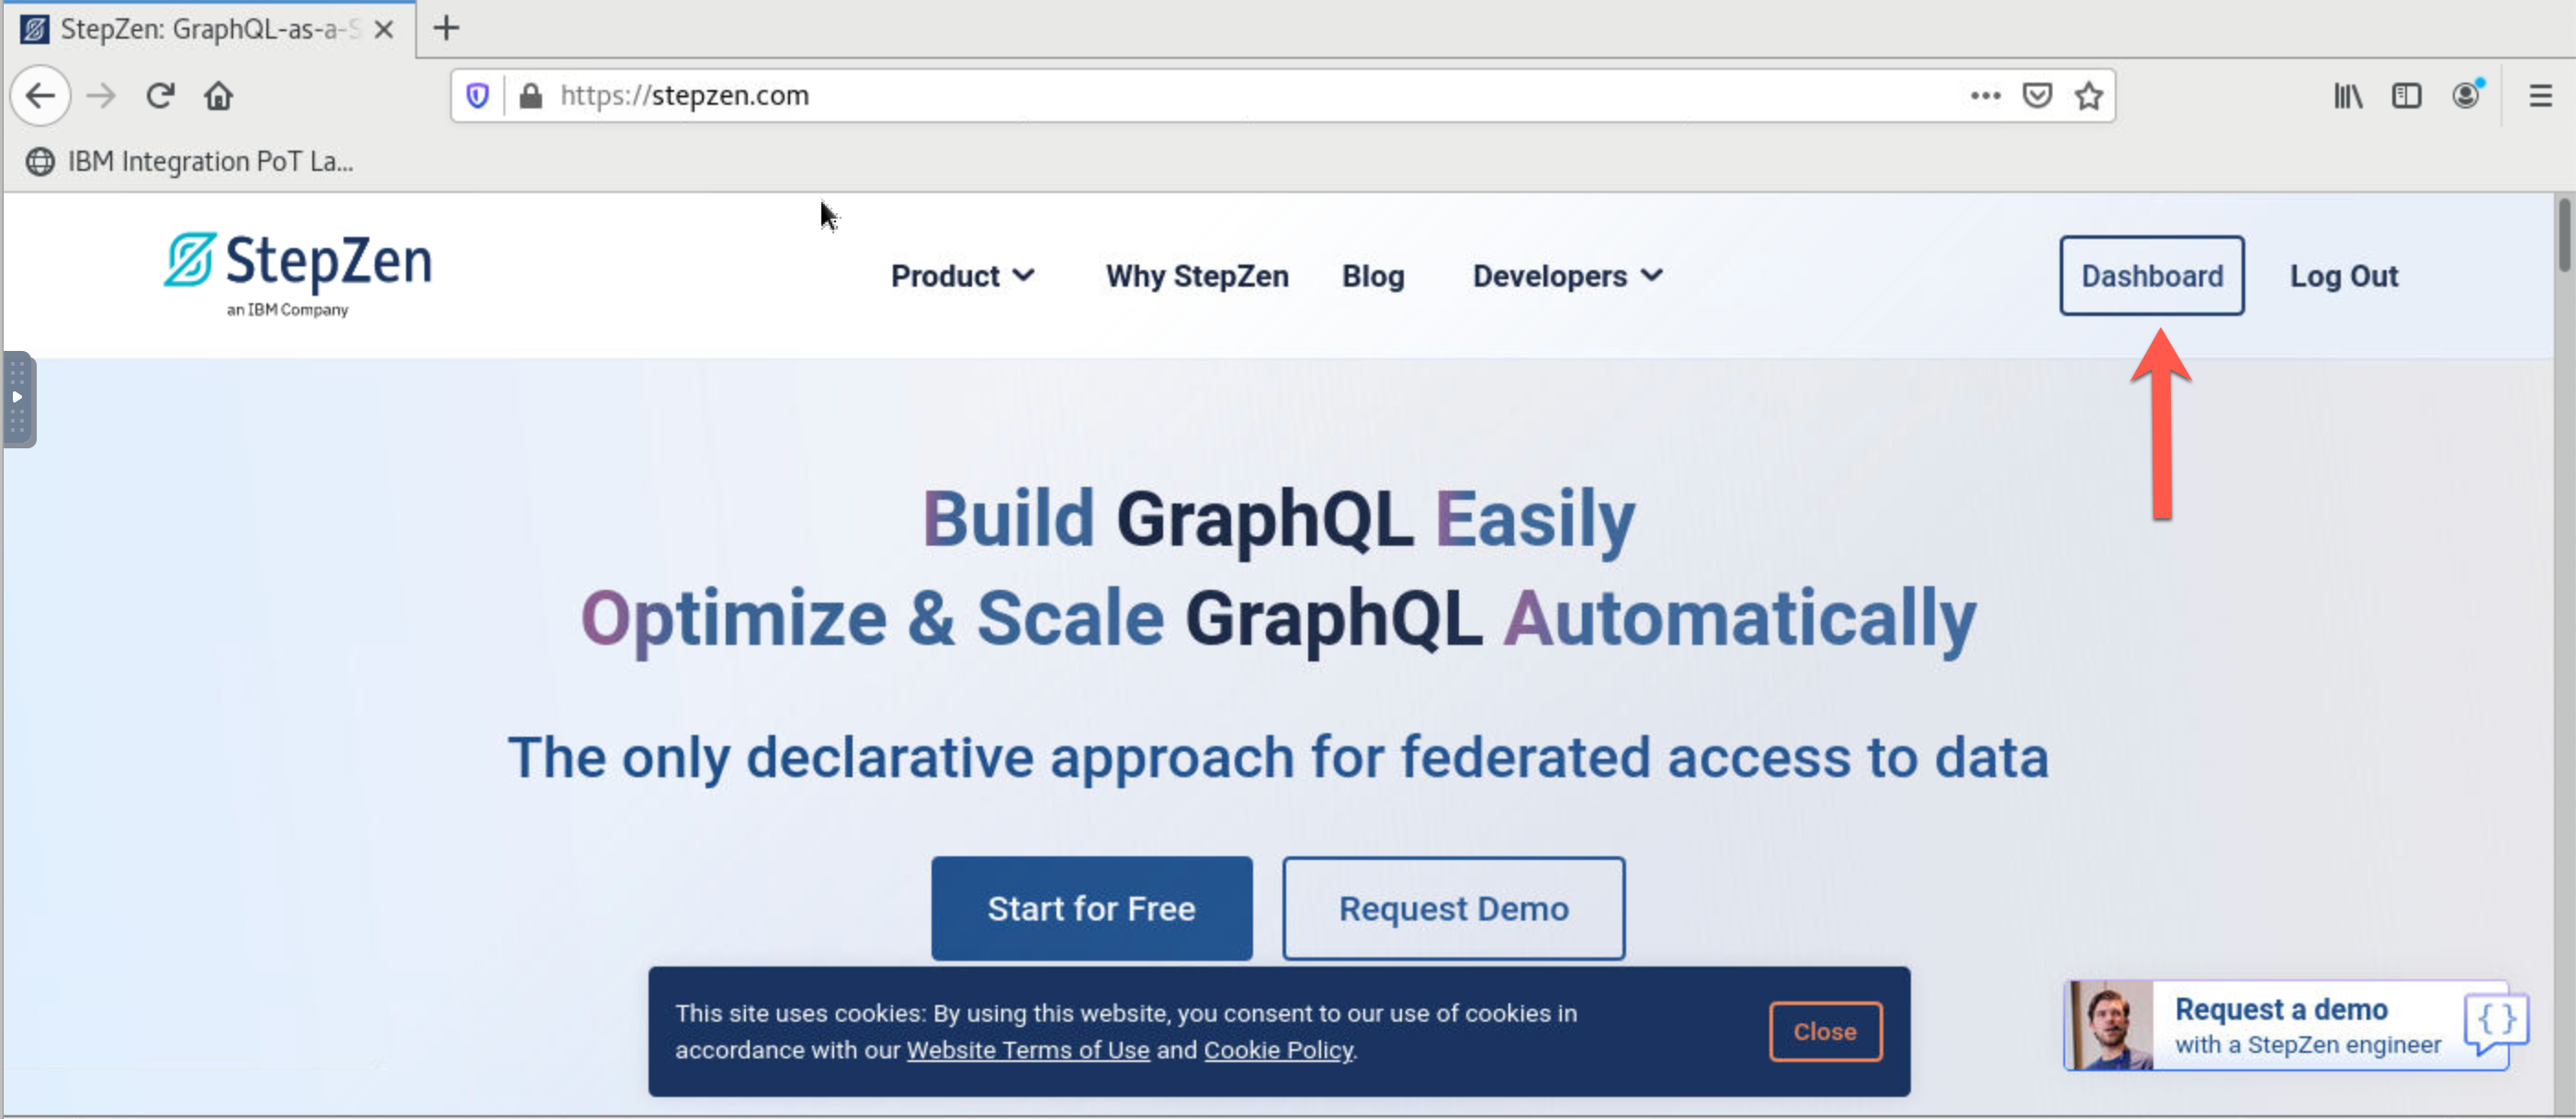 StepZen: GraphQL-as-a-S
https://stepzen.com
IBM Integration PoT La...
StepZen
an IBM Company
Product
Why StepZen
Blog
Developers
Dashboard
Log Out
Build GraphQL Easily
Optimize & Scale GraphQL Automatically
The only declarative approach for federated access to data
Start for Free
Request Demo
This site uses cookies: By using this website, you consent to our use of cookies in
accordance with our Website Terms of Use and Cookie Policy.
Close
Request a demo
with a StepZen engineer
{}